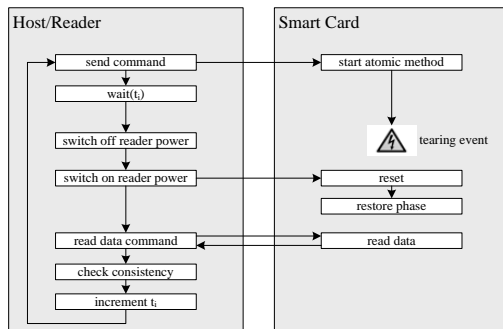 Host/Reader
Smart Card
send command
start atomic method
wait(tᵢ)
switch off reader power
tearing event
switch on reader power
reset
restore phase
read data command
read data
check consistency
increment tᵢ